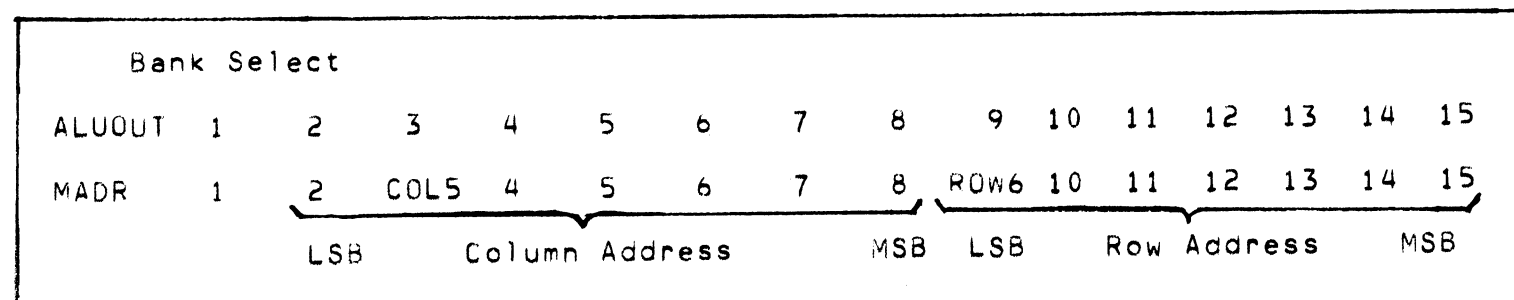 Bank Select
ALUOUT 1 2 3 4 5 6 7 8 9 10 11 12 13 14 15
MADR 1 2 COL5 4 5 6 7 8 ROW6 10 11 12 13 14 15
LSB Column Address MSB LSB Row Address MSB